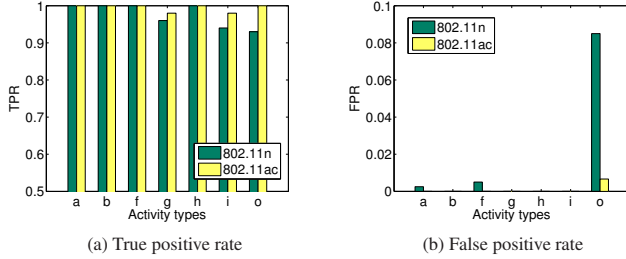 1
0.9
0.8
0.7
0.6
0.5
TPR
a b f g h i o
Activity types
802.11n
802.11ac
(a) True positive rate
0.1
0.08
0.06
0.04
0.02
0
FPR
a b f g h i o
Activity types
802.11n
802.11ac
(b) False positive rate